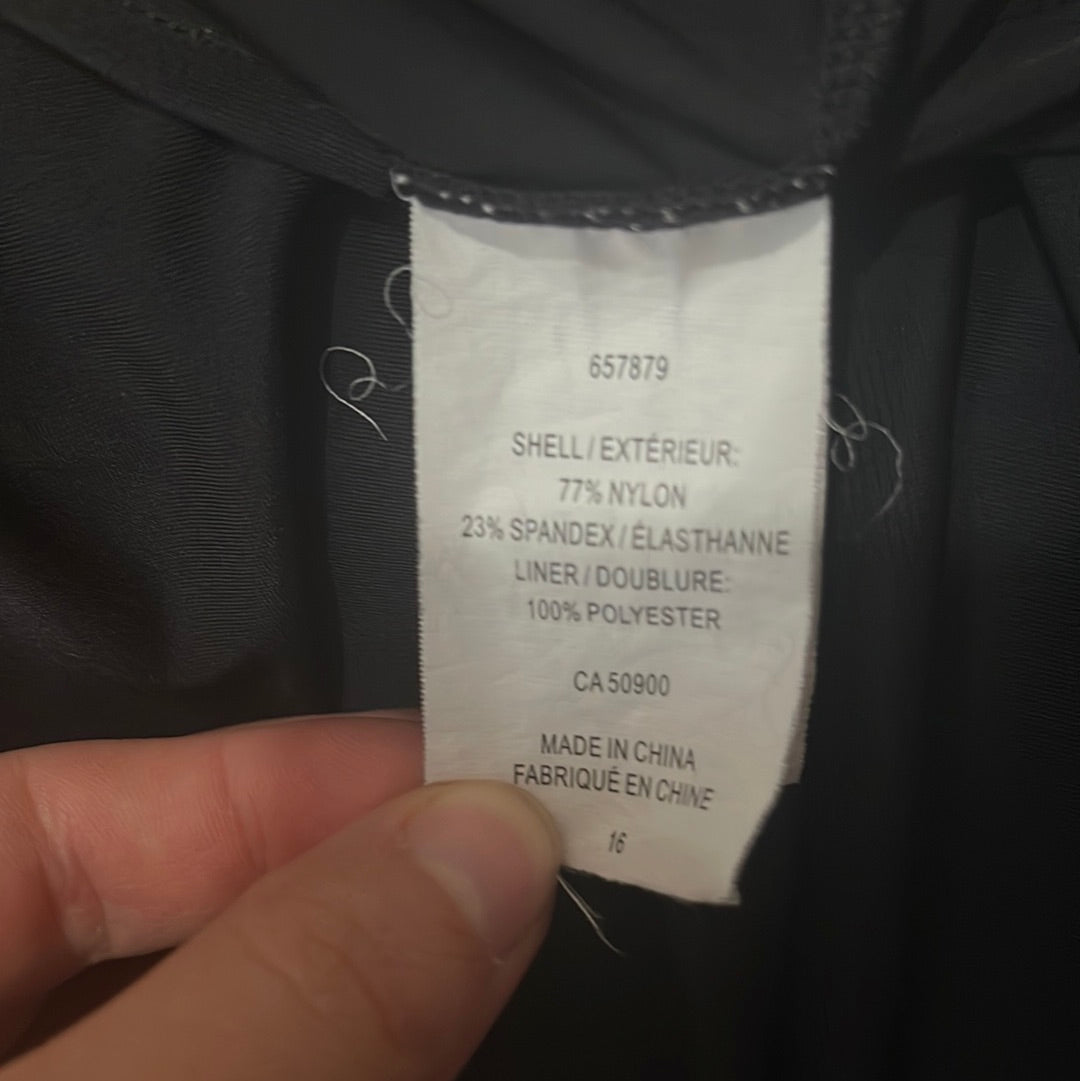 657879
SHELL / EXTÉRIEUR:
77% NYLON
23% SPANDEX / ÉLASTHANNE
LINER / DOUBLURE:
100% POLYESTER
CA 50900
MADE IN CHINA
FABRIQUÉ EN CHINE
16